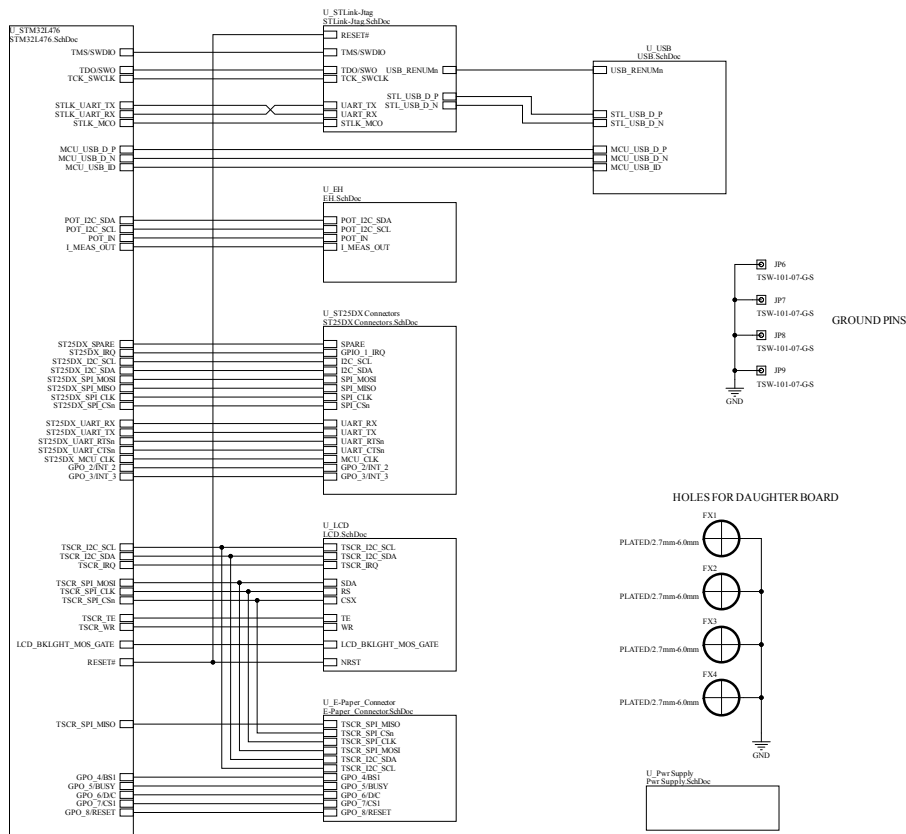 U_STM32L476
STM32L476.SchDoc
TMS/SWDIO
TDO/SWO
TCK_SWCLK
STLK_UART_TX
STLK_UART_RX
STLK_MCO
MCU_USB_D_P
MCU_USB_D_N
MCU_USB_ID
POT_I2C_SDA
POT_I2C_SCL
POT_IN
I_MEAS_OUT
ST25DX_SPARE
ST25DX_IRQ
ST25DX_I2C_SCL
ST25DX_I2C_SDA
ST25DX_SPI_MOSI
ST25DX_SPI_MISO
ST25DX_SPI_CLK
ST25DX_SPI_CSn
ST25DX_UART_RX
ST25DX_UART_TX
ST25DX_UART_RTSn
ST25DX_UART_CTSn
ST25DX_MCU_CLK
GPO_2/INT_2
GPO_3/INT_3
TSCR_I2C_SCL
TSCR_I2C_SDA
TSCR_IRQ
TSCR_SPI_MOSI
TSCR_SPI_CLK
TSCR_SPI_CSn
TSCR_TE
TSCR_WR
LCD_BKLGHT_MOS_GATE
RESET#
TSCR_SPI_MISO
GPO_4/BS1
GPO_5/BUSY
GPO_6/D/C
GPO_7/CS1
GPO_8/RESET
U_STLink-Jtag
STLink-Jtag.SchDoc
RESET#
TMS/SWDIO
TDO/SWO USB_RENUMn
TCK_SWCLK
STL_USB_D_P
STL_USB_D_N
UART_TX
UART_RX
STLK_MCO
U_USB
USB.SchDoc
USB_RENUMn
STL_USB_D_P
STL_USB_D_N
MCU_USB_D_P
MCU_USB_D_N
MCU_USB_ID
U_EH
EH.SchDoc
POT_I2C_SDA
POT_I2C_SCL
POT_IN
I_MEAS_OUT
U_ST25DX Connectors
ST25DX Connectors.SchDoc
SPARE
GPIO_1_IRQ
I2C_SCL
I2C_SDA
SPI_MOSI
SPI_MISO
SPI_CLK
SPI_CSn
UART_RX
UART_TX
UART_RTSn
UART_CTSn
MCU_CLK
GPO_2/INT_2
GPO_3/INT_3
U_LCD
LCD.SchDoc
TSCR_I2C_SCL
TSCR_I2C_SDA
TSCR_IRQ
SDA
RS
CSX
TE
WR
LCD_BKLGHT_MOS_GATE
NRST
U_E-Paper_Connector
E-Paper_Connector.SchDoc
TSCR_SPI_MISO
TSCR_SPI_CSn
TSCR_SPI_CLK
TSCR_SPI_MOSI
TSCR_I2C_SDA
TSCR_I2C_SCL
GPO_4/BS1
GPO_5/BUSY
GPO_6/D/C
GPO_7/CS1
GPO_8/RESET
JP6
TSW-101-07-G-S
JP7
TSW-101-07-G-S
JP8
TSW-101-07-G-S
JP9
TSW-101-07-G-S
GND
GROUND PINS
HOLES FOR DAUGHTER BOARD
FX1
PLATED/2.7mm-6.0mm
FX2
PLATED/2.7mm-6.0mm
FX3
PLATED/2.7mm-6.0mm
FX4
PLATED/2.7mm-6.0mm
GND
U_Pwr Supply
Pwr Supply.SchDoc